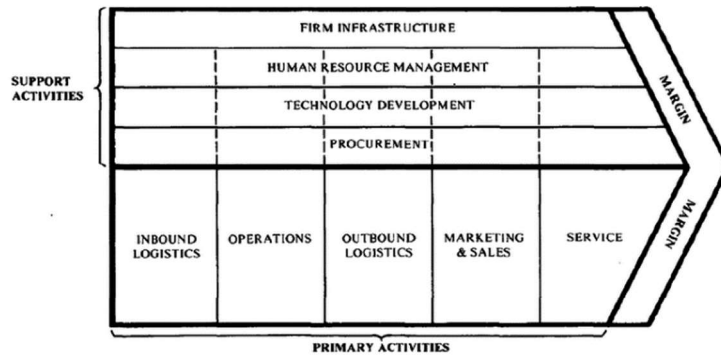 FIRM INFRASTRUCTURE
HUMAN RESOURCE MANAGEMENT
SUPPORT
ACTIVITIES
TECHNOLOGY DEVELOPMENT
PROCUREMENT
MARGIN
MARGIN
INBOUND
LOGISTICS
OPERATIONS
OUTBOUND
LOGISTICS
MARKETING
& SALES
SERVICE
PRIMARY ACTIVITIES